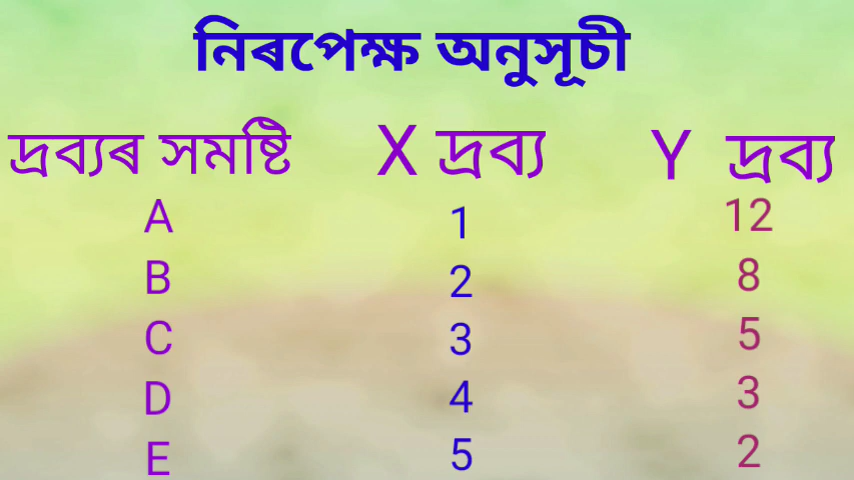 নিৰপেক্ষ অনুসূচী
দ্ৰব্যৰ সমষ্টি X দ্ৰব্য Y দ্ৰব্য
A 1 12
B 2 8
C 3 5
D 4 3
E 5 2